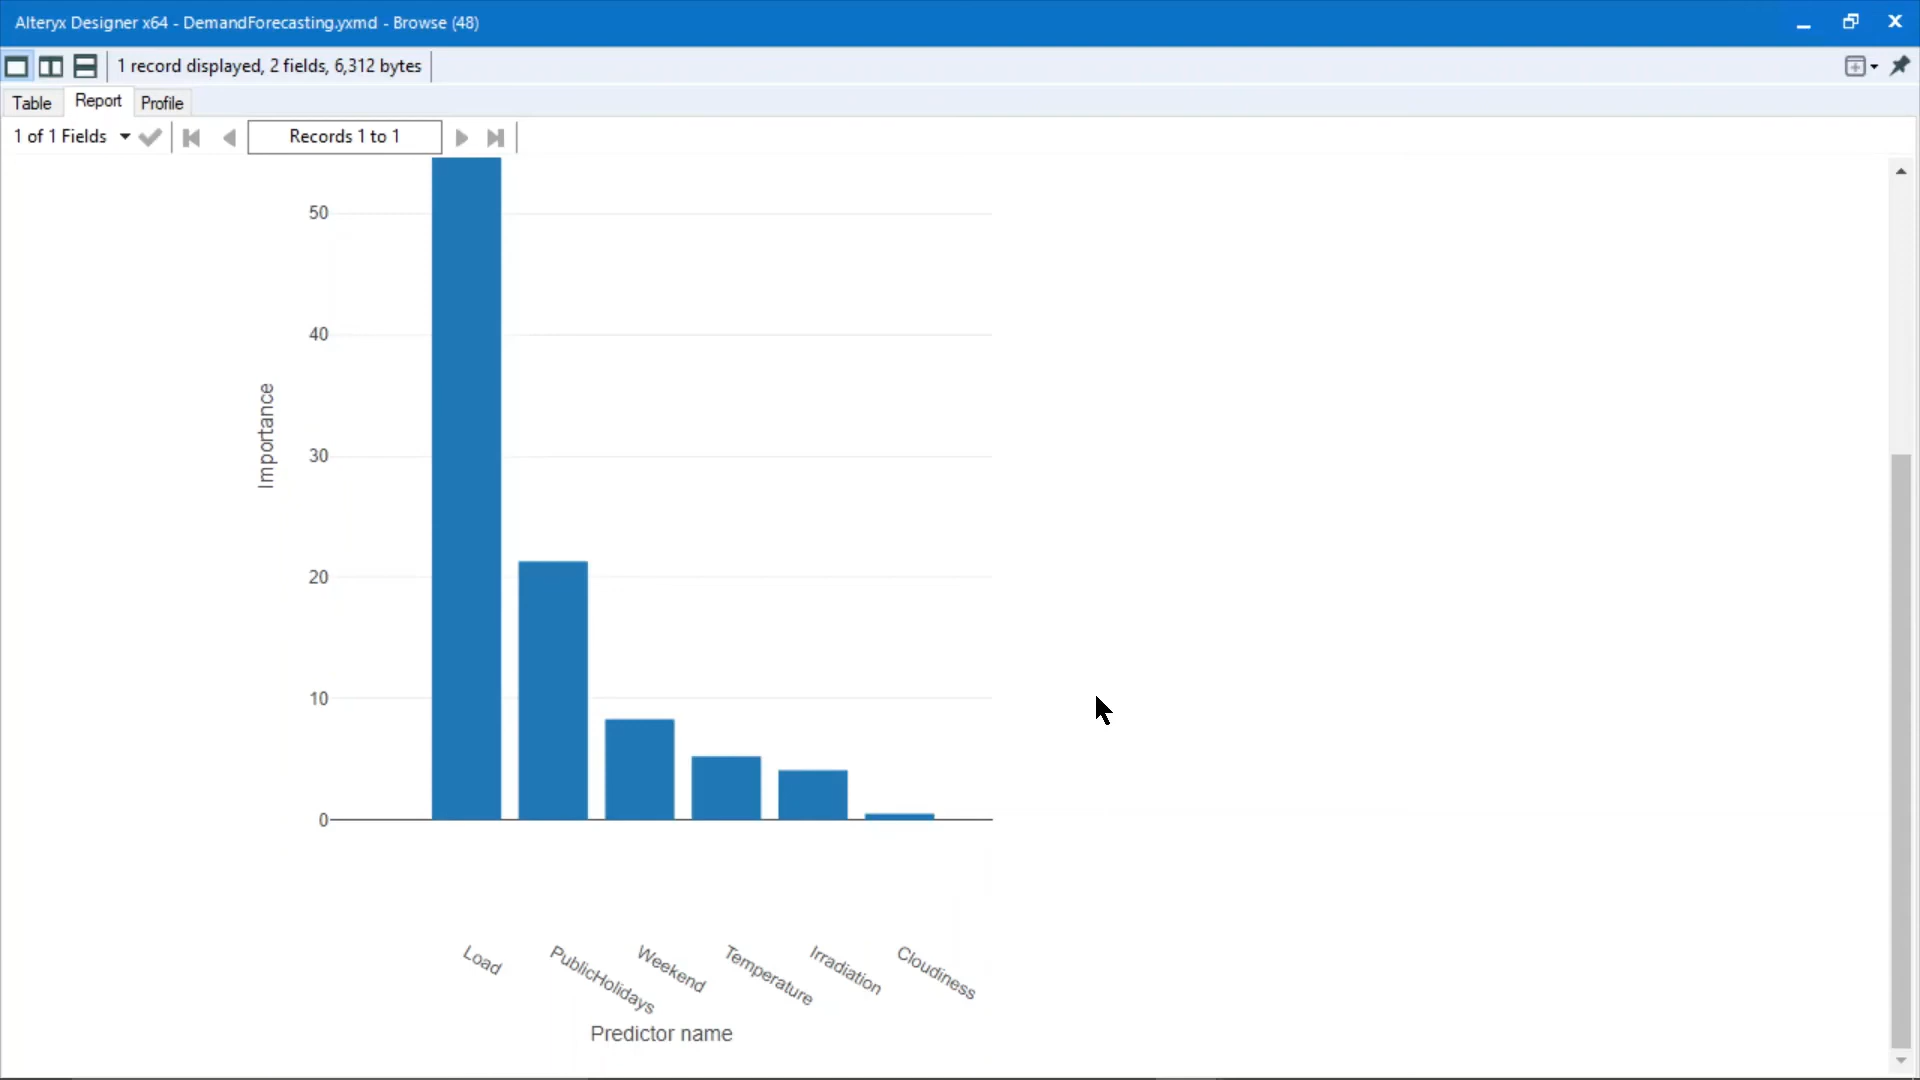 Alteryx Designer x64 - DemandForecasting.yxmd - Browse (48)
1 record displayed, 2 fields, 6,312 bytes
Table Report Profile
1 of 1 Fields Records 1 to 1
50
40
30
20
10
0
Importance
Load PublicHolidays Weekend Temperature Irradiation Cloudiness
Predictor name